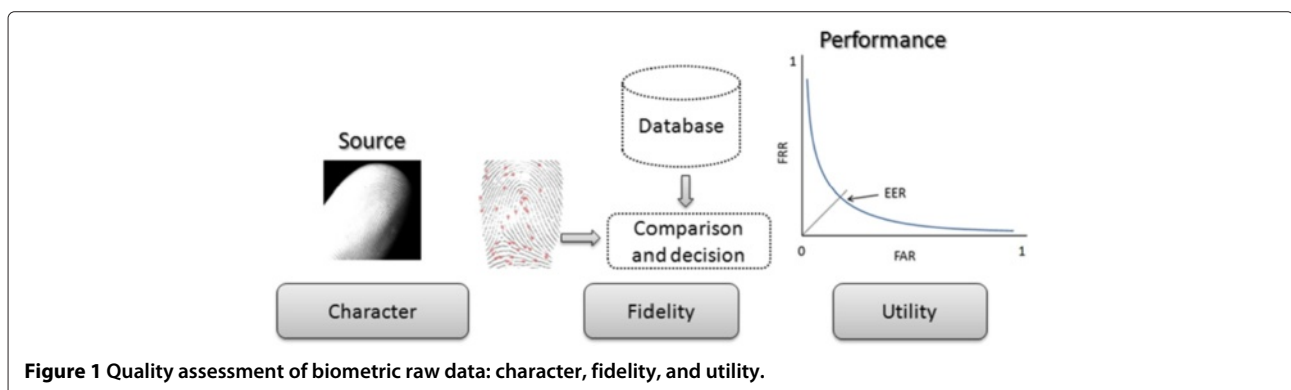 Performance
1
Database
Source
FRR
EER
Comparison
and decision
0
FAR
1
Character
Fidelity
Utility
Figure 1 Quality assessment of biometric raw data: character, fidelity, and utility.